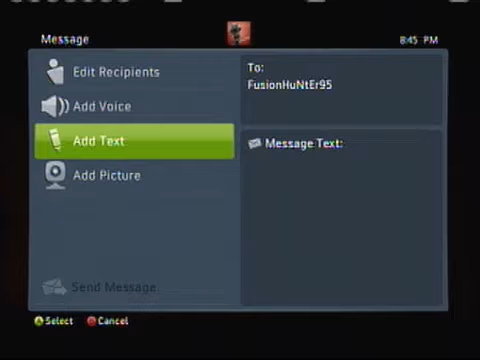 Message
8:45 PM
Edit Recipients
Add Voice
Add Text
Add Picture
Send Message
To:
FusionHuNtEr95
Message Text:
A Select
B Cancel